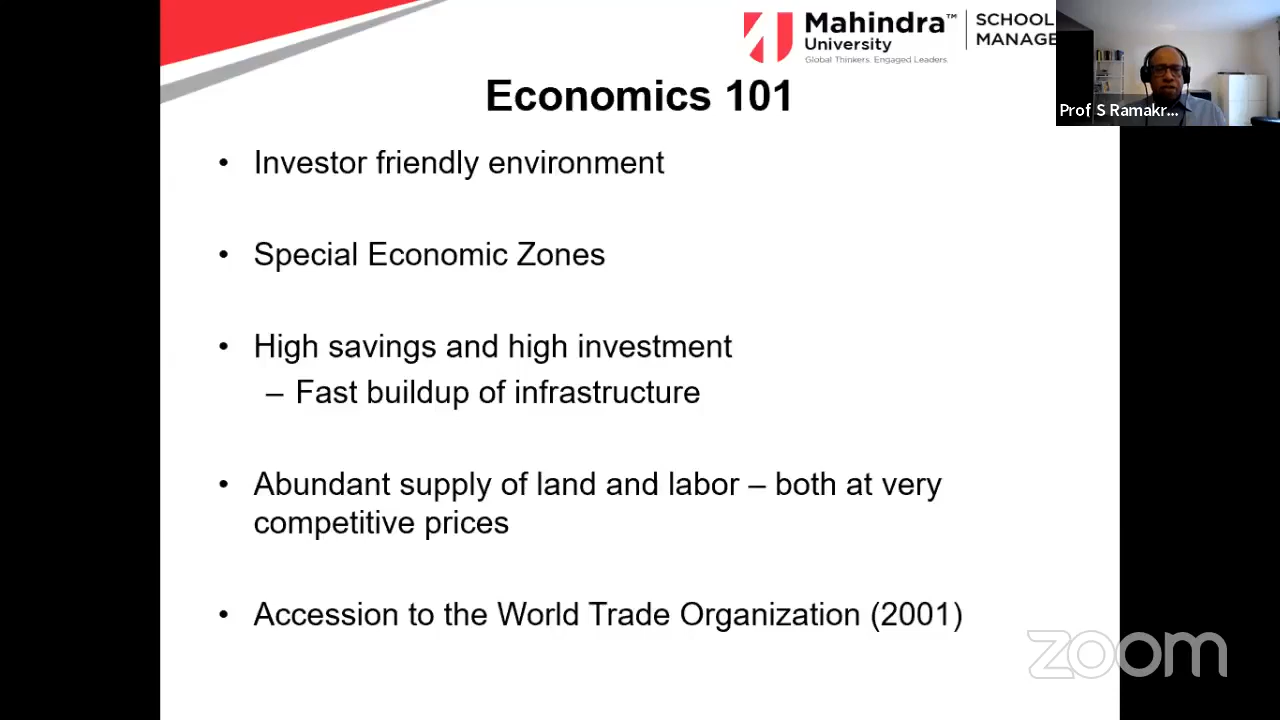 Mahindra™
University
Global Thinkers. Engaged Leaders.
SCHOOL
MANAGE
Prof S Ramakr...
Economics 101
• Investor friendly environment
• Special Economic Zones
• High savings and high investment
– Fast buildup of infrastructure
• Abundant supply of land and labor – both at very
competitive prices
• Accession to the World Trade Organization (2001)
zoom